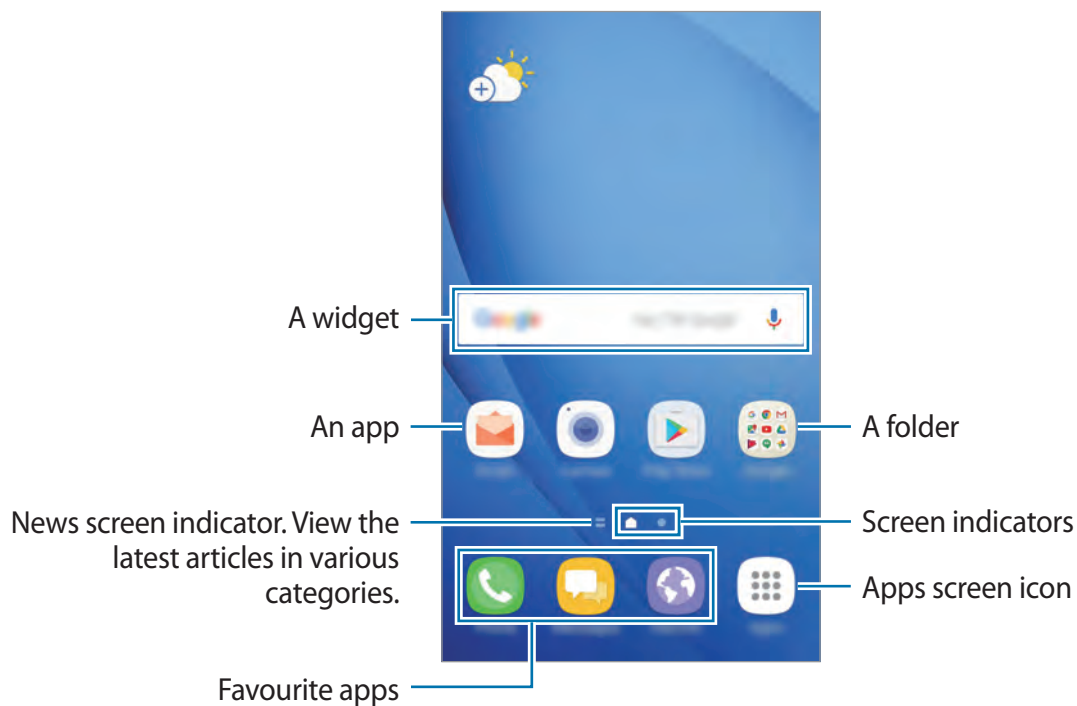 A widget
An app
A folder
News screen indicator. View the
latest articles in various
categories.
Screen indicators
Apps screen icon
Favourite apps